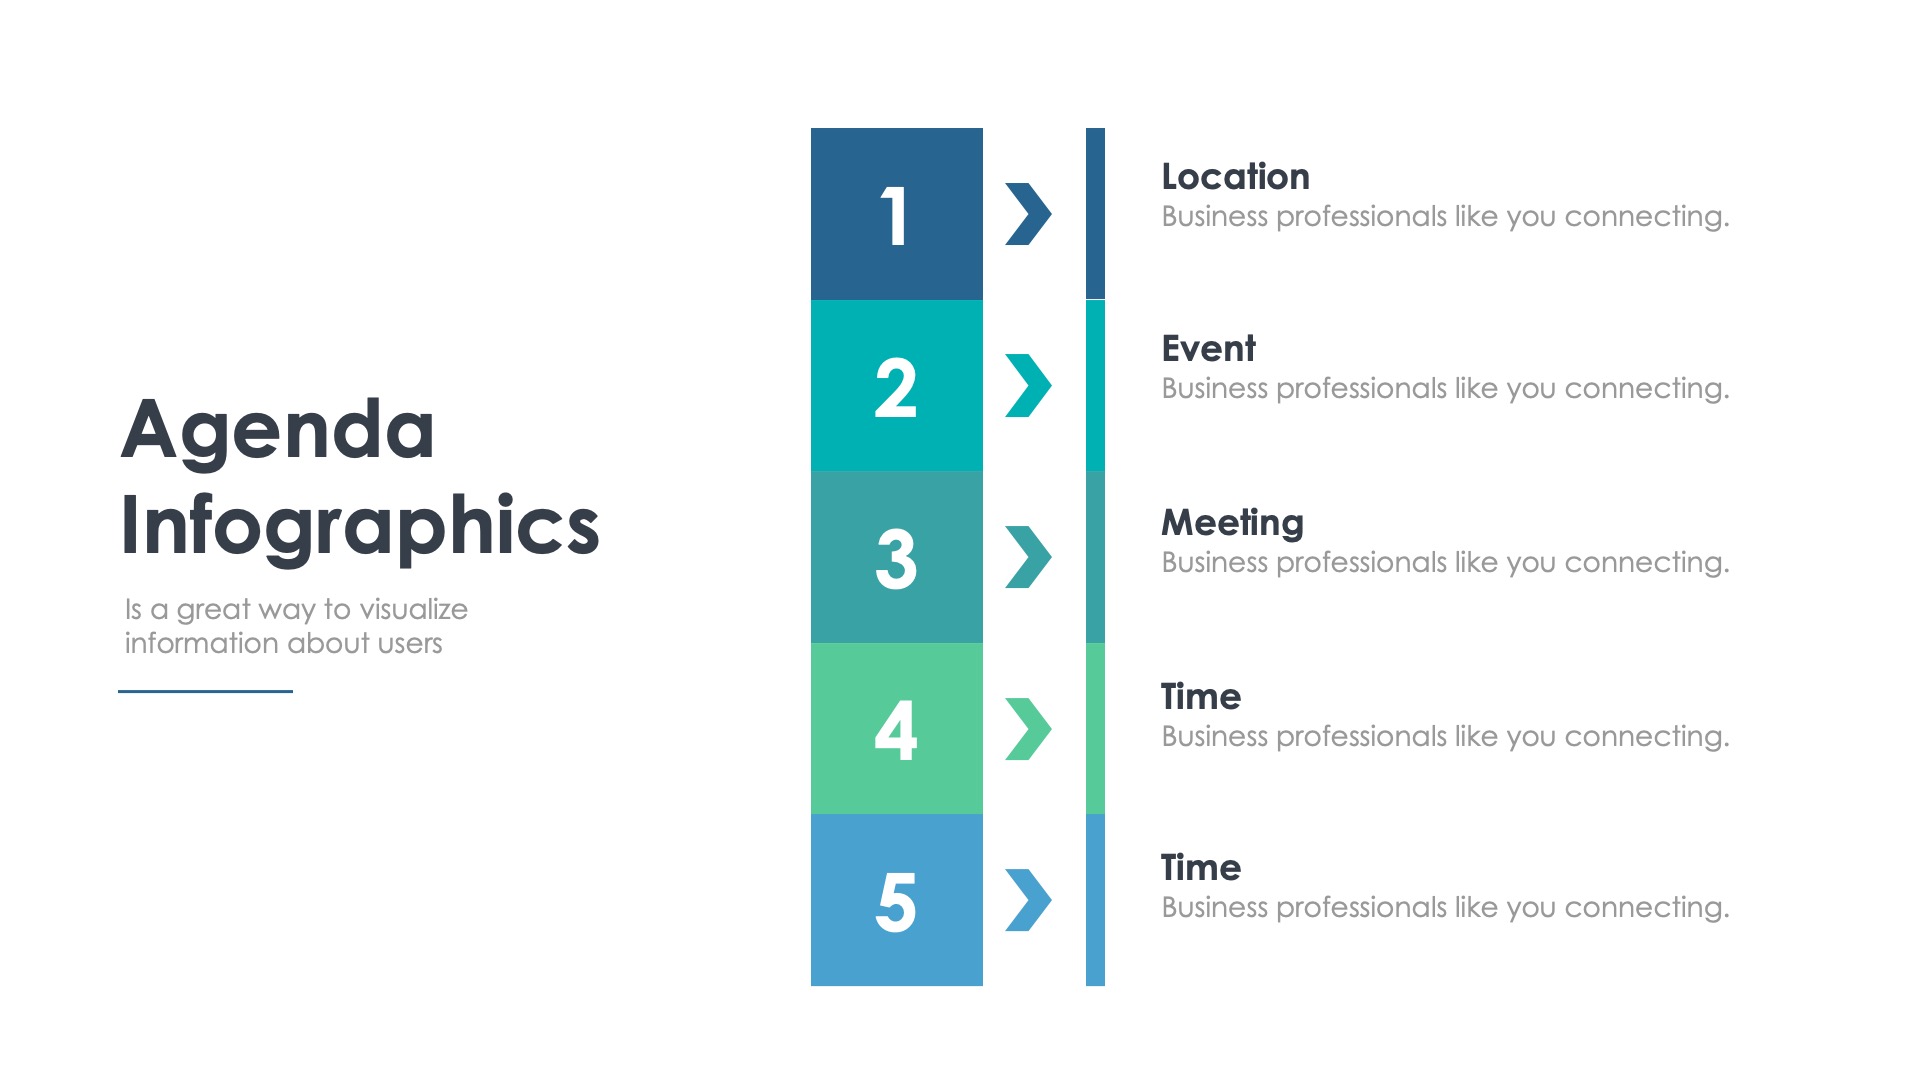 Agenda
Infographics
Is a great way to visualize
information about users
1
Location
Business professionals like you connecting.
2
Event
Business professionals like you connecting.
3
Meeting
Business professionals like you connecting.
4
Time
Business professionals like you connecting.
5
Time
Business professionals like you connecting.